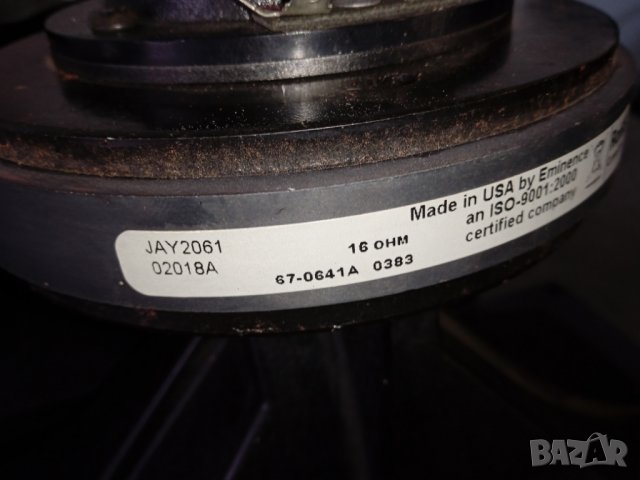 JAY2061
02018A
16 OHM
67-0641A 0383
Made in USA by Eminence
an ISO-9001:2000
certified company
BAZAR